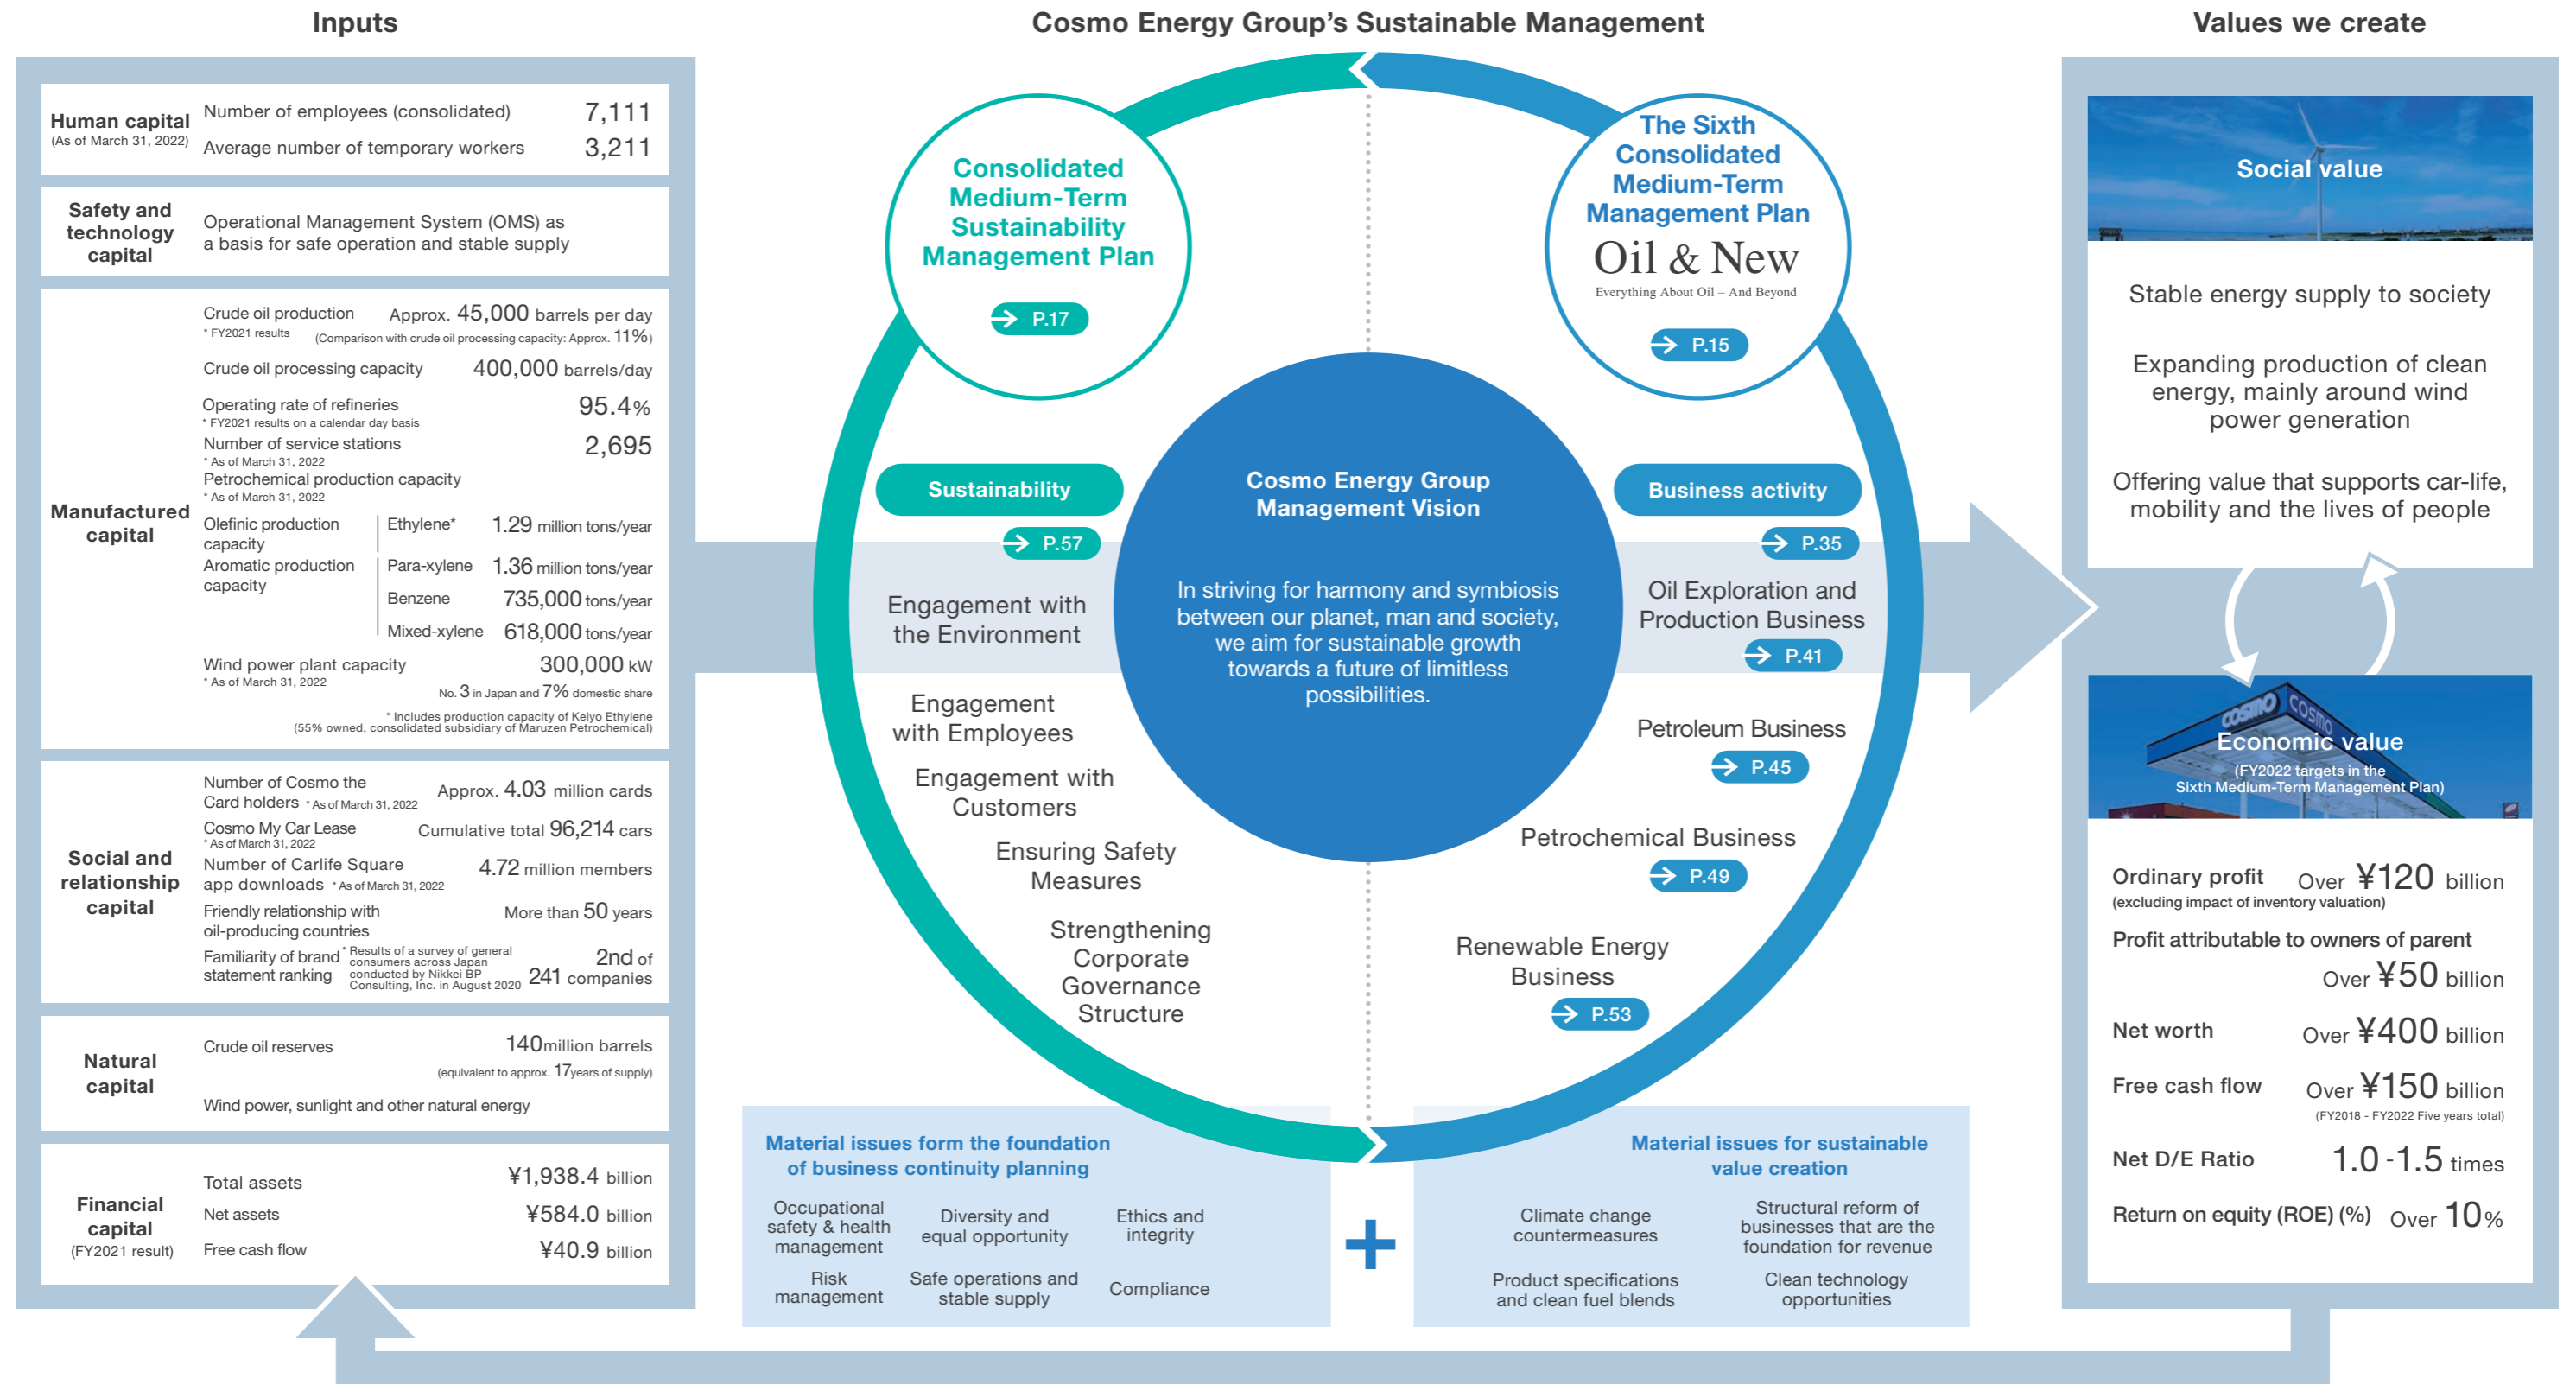 Inputs
Human capital
(As of March 31, 2022)
Number of employees (consolidated) 7,111
Average number of temporary workers 3,211
Safety and
technology
capital
Operational Management System (OMS) as
a basis for safe operation and stable supply
Manufactured
capital
Crude oil production Approx. 45,000 barrels per day
* FY2021 results (Comparison with crude oil processing capacity: Approx. 11%)
Crude oil processing capacity 400,000 barrels/day
Operating rate of refineries 95.4%
* FY2021 results on a calendar day basis
Number of service stations 2,695
* As of March 31, 2022
Petrochemical production capacity
* As of March 31, 2022
Olefinic production
capacity
Ethylene* 1.29 million tons/year
Aromatic production
capacity
Para-xylene 1.36 million tons/year
Benzene 735,000 tons/year
Mixed-xylene 618,000 tons/year
Wind power plant capacity 300,000 kW
* As of March 31, 2022
No. 3 in Japan and 7% domestic share
* Includes production capacity of Keiyo Ethylene
(55% owned, consolidated subsidiary of Maruzen Petrochemical)
Social and
relationship
capital
Number of Cosmo the
Card holders * As of March 31, 2022
Approx. 4.03 million cards
Cosmo My Car Lease Cumulative total 96,214 cars
* As of March 31, 2022
Number of Carlife Square
app downloads * As of March 31, 2022
4.72 million members
Friendly relationship with
oil-producing countries
More than 50 years
Familiarity of brand
statement ranking
* Results of a survey of general
consumers across Japan
conducted by Nikkei BP
Consulting, Inc. in August 2020
2nd of
241 companies
Natural
capital
Crude oil reserves 140million barrels
(equivalent to approx. 17years of supply)
Wind power, sunlight and other natural energy
Financial
capital
(FY2021 result)
Total assets ¥1,938.4 billion
Net assets ¥584.0 billion
Free cash flow ¥40.9 billion
Cosmo Energy Group’s Sustainable Management
Consolidated
Medium-Term
Sustainability
Management Plan
P.17
The Sixth
Consolidated
Medium-Term
Management Plan
Oil & New
Everything About Oil – And Beyond
P.15
Sustainability
P.57
Engagement with
the Environment
Engagement
with Employees
Engagement with
Customers
Ensuring Safety
Measures
Strengthening
Corporate
Governance
Structure
Cosmo Energy Group
Management Vision
In striving for harmony and symbiosis
between our planet, man and society,
we aim for sustainable growth
towards a future of limitless
possibilities.
Business activity
P.35
Oil Exploration and
Production Business
P.41
Petroleum Business
P.45
Petrochemical Business
P.49
Renewable Energy
Business
P.53
Material issues form the foundation
of business continuity planning
Occupational
safety & health
management
Diversity and
equal opportunity
Ethics and
integrity
Risk
management
Safe operations and
stable supply
Compliance
+
Material issues for sustainable
value creation
Climate change
countermeasures
Structural reform of
businesses that are the
foundation for revenue
Product specifications
and clean fuel blends
Clean technology
opportunities
Values we create
Social value
Stable energy supply to society
Expanding production of clean
energy, mainly around wind
power generation
Offering value that supports car-life,
mobility and the lives of people
COSMO COSMO
Economic value
(FY2022 targets in the
Sixth Medium-Term Management Plan)
Ordinary profit Over ¥120 billion
(excluding impact of inventory valuation)
Profit attributable to owners of parent
Over ¥50 billion
Net worth Over ¥400 billion
Free cash flow Over ¥150 billion
(FY2018 - FY2022 Five years total)
Net D/E Ratio 1.0 -1.5 times
Return on equity (ROE) (%) Over 10%